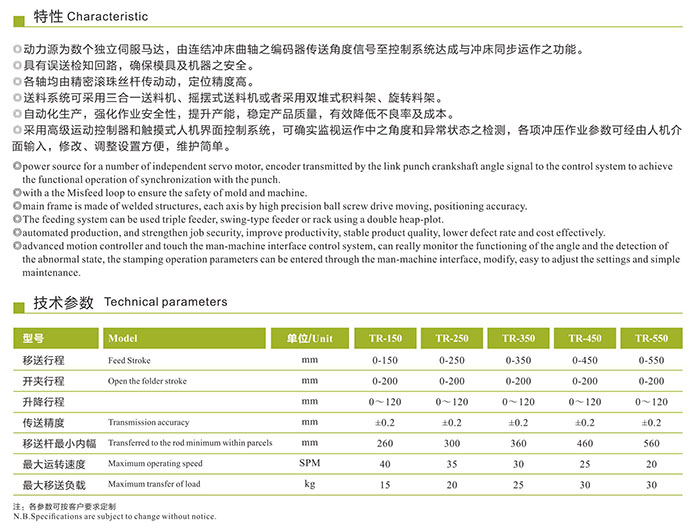 特性 Characteristic
◎动力源为数个独立伺服马达，由连结冲床曲轴之编码器传送角度信号至控制系统达成与冲床同步运作之功能。
◎具有误送检知回路，确保模具及机器之安全。
◎各轴均由精密滚珠丝杆传动动，定位精度高。
◎送料系统可采用三合一送料机、摇摆式送料机或者采用双堆式积料架、旋转料架。
◎自动化生产，强化作业安全性，提升产能，稳定产品质量，有效降低不良率及成本。
◎采用高级运动控制器和触摸式人机界面控制系统，可确实监视运作中之角度和异常状态之检测，各项冲压作业参数可经由人机介
面输入，修改、调整设置方便，维护简单。
◎power source for a number of independent servo motor, encoder transmitted by the link punch crankshaft angle signal to the control system to achieve
the functional operation of synchronization with the punch.
◎with a the Misfeed loop to ensure the safety of mold and machine.
◎main frame is made of welded structures, each axis by high precision ball screw drive moving, positioning accuracy.
◎The feeding system can be used triple feeder, swing-type feeder or rack using a double heap-plot.
◎automated production, and strengthen job security, improve productivity, stable product quality, lower defect rate and cost effectively.
◎advanced motion controller and touch the man-machine interface control system, can really monitor the functioning of the angle and the detection of
the abnormal state, the stamping operation parameters can be entered through the man-machine interface, modify, easy to adjust the settings and simple
maintenance.
技术参数 Technical parameters
型号 Model 单位/Unit TR-150 TR-250 TR-350 TR-450 TR-550
移送行程 Feed Stroke mm 0-150 0-250 0-350 0-450 0-550
开夹行程 Open the folder stroke mm 0-200 0-200 0-200 0-200 0-200
升降行程 mm 0～120 0～120 0～120 0～120 0～120
传送精度 Transmission accuracy mm ±0.2 ±0.2 ±0.2 ±0.2 ±0.2
移送杆最小内幅 Transferred to the rod minimum within parcels mm 260 300 360 460 560
最大运转速度 Maximum operating speed SPM 40 35 30 25 20
最大移送负载 Maximum transfer of load kg 15 20 25 30 30
注：各参数可按客户要求定制
N.B.Specifications are subject to change without notice.